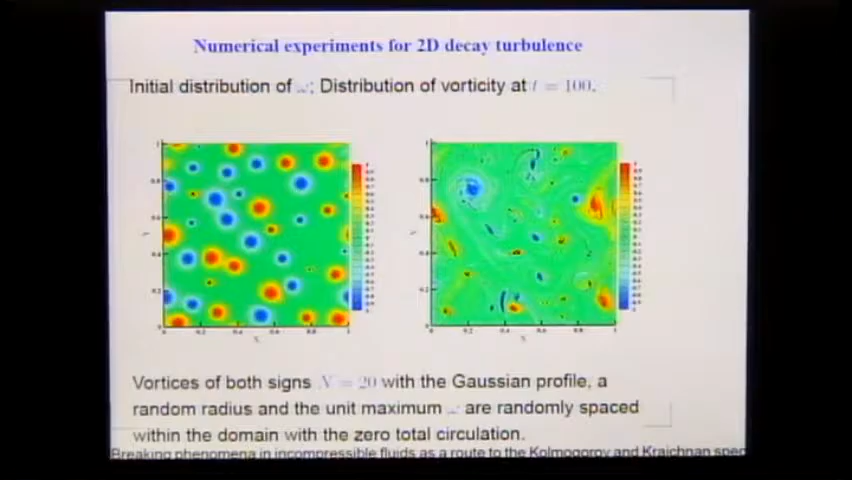 Numerical experiments for 2D decay turbulence
Initial distribution of ω; Distribution of vorticity at t = 100.
Vortices of both signs N = 20 with the Gaussian profile, a
random radius and the unit maximum ω are randomly spaced
within the domain with the zero total circulation.
Breaking phenomena in incompressible fluids as a route to the Kolmogorov and Kraichnan spec